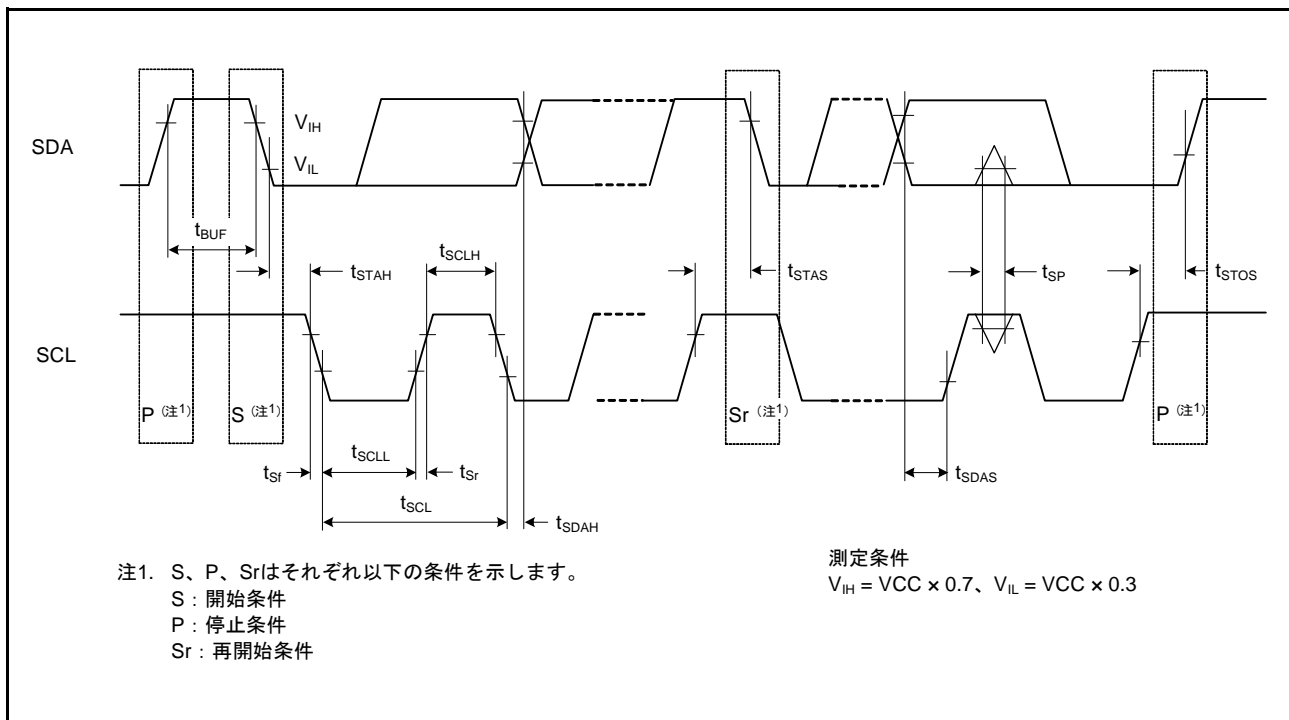 SDA
V_IH
V_IL
t_BUF
t_STAH
t_SCLH
t_STAS
t_SP
t_STOS
SCL
P（注1）
S（注1）
Sr（注1）
P（注1）
t_Sf
t_SCLL
t_Sr
t_SDAS
t_SCL
t_SDAH
注1. S、P、Srはそれぞれ以下の条件を示します。
S：開始条件
P：停止条件
Sr：再開始条件
測定条件
V_IH = VCC × 0.7、V_IL = VCC × 0.3